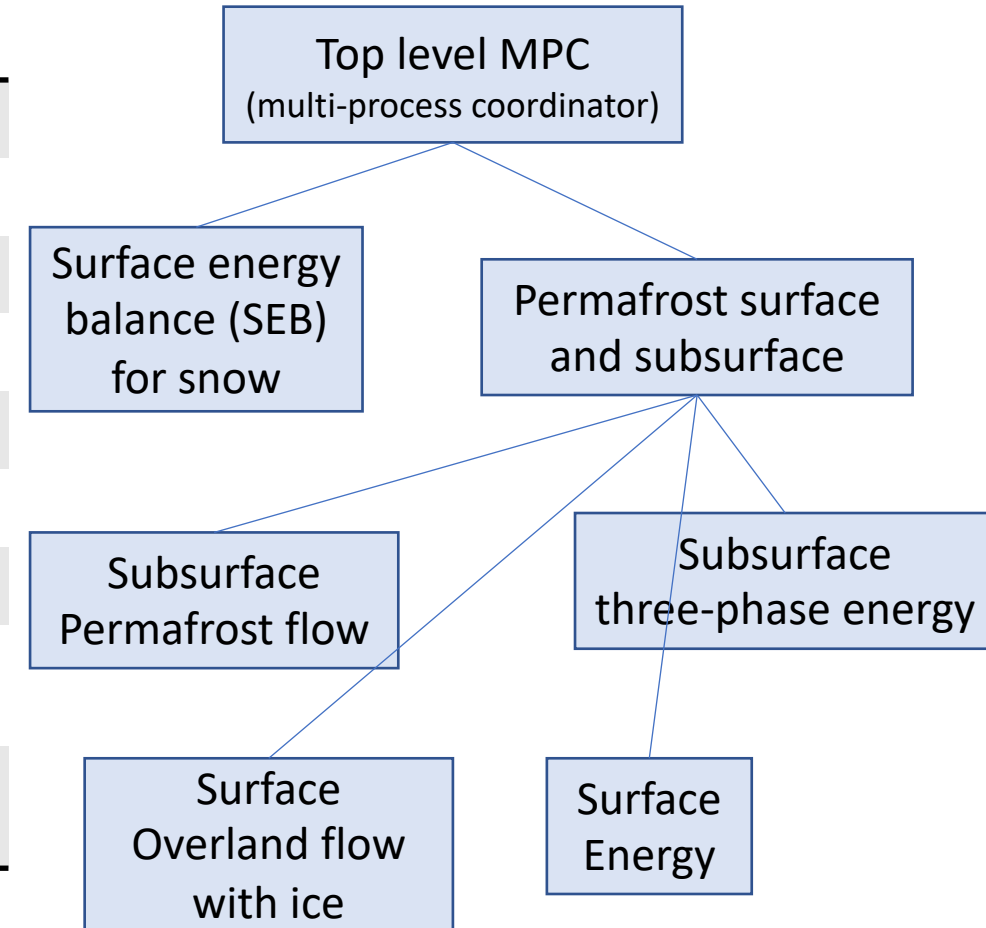 Top level MPC
(multi-process coordinator)
Surface energy
balance (SEB)
for snow
Permafrost surface
and subsurface
Subsurface
Permafrost flow
Subsurface
three-phase energy
Surface
Overland flow
with ice
Surface
Energy